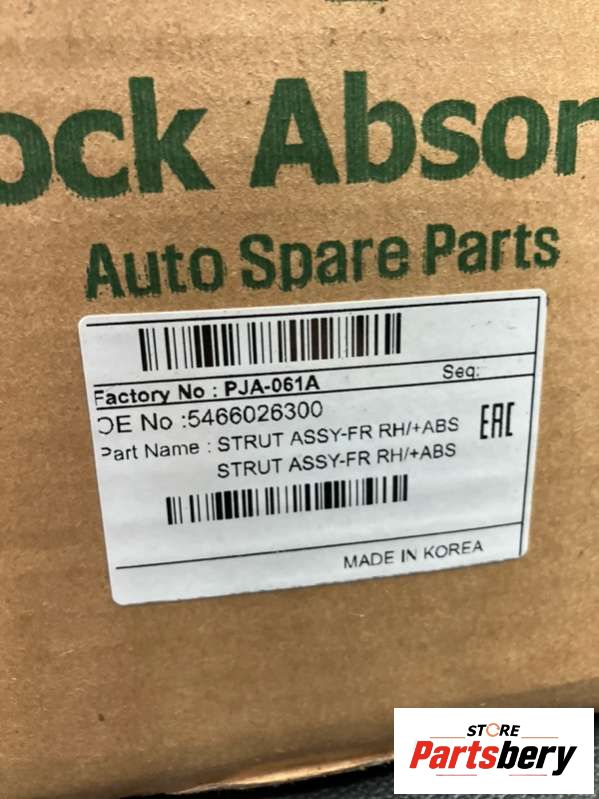 ock Absor
Auto Spare Parts
Factory No : PJA-061A
Seq:
OE No :5466026300
Part Name : STRUT ASSY-FR RH/+ABS
STRUT ASSY-FR RH/+ABS
EAC
MADE IN KOREA
STORE
Partsbery